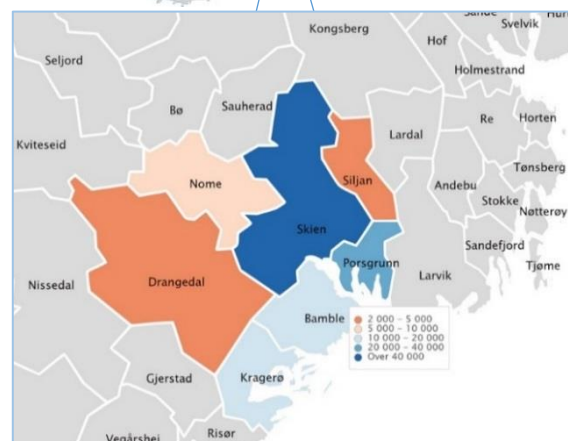 Sande
Svelvik
Kongsberg
Hof
Seljord
Holmestrand
Bø
Sauherad
Re
Horten
Lardal
Kviteseid
Tønsberg
Nome
Siljan
Andebu
Stokke
Nøtterøy
Skien
Sandefjord
Porsgrunn
Tjøme
Nissedal
Drangedal
Larvik
Bamble
2 000 – 5 000
5 000 – 10 000
10 000 – 20 000
20 000 – 40 000
Over 40 000
Gjerstad
Kragerø
Risør
Vegårshei